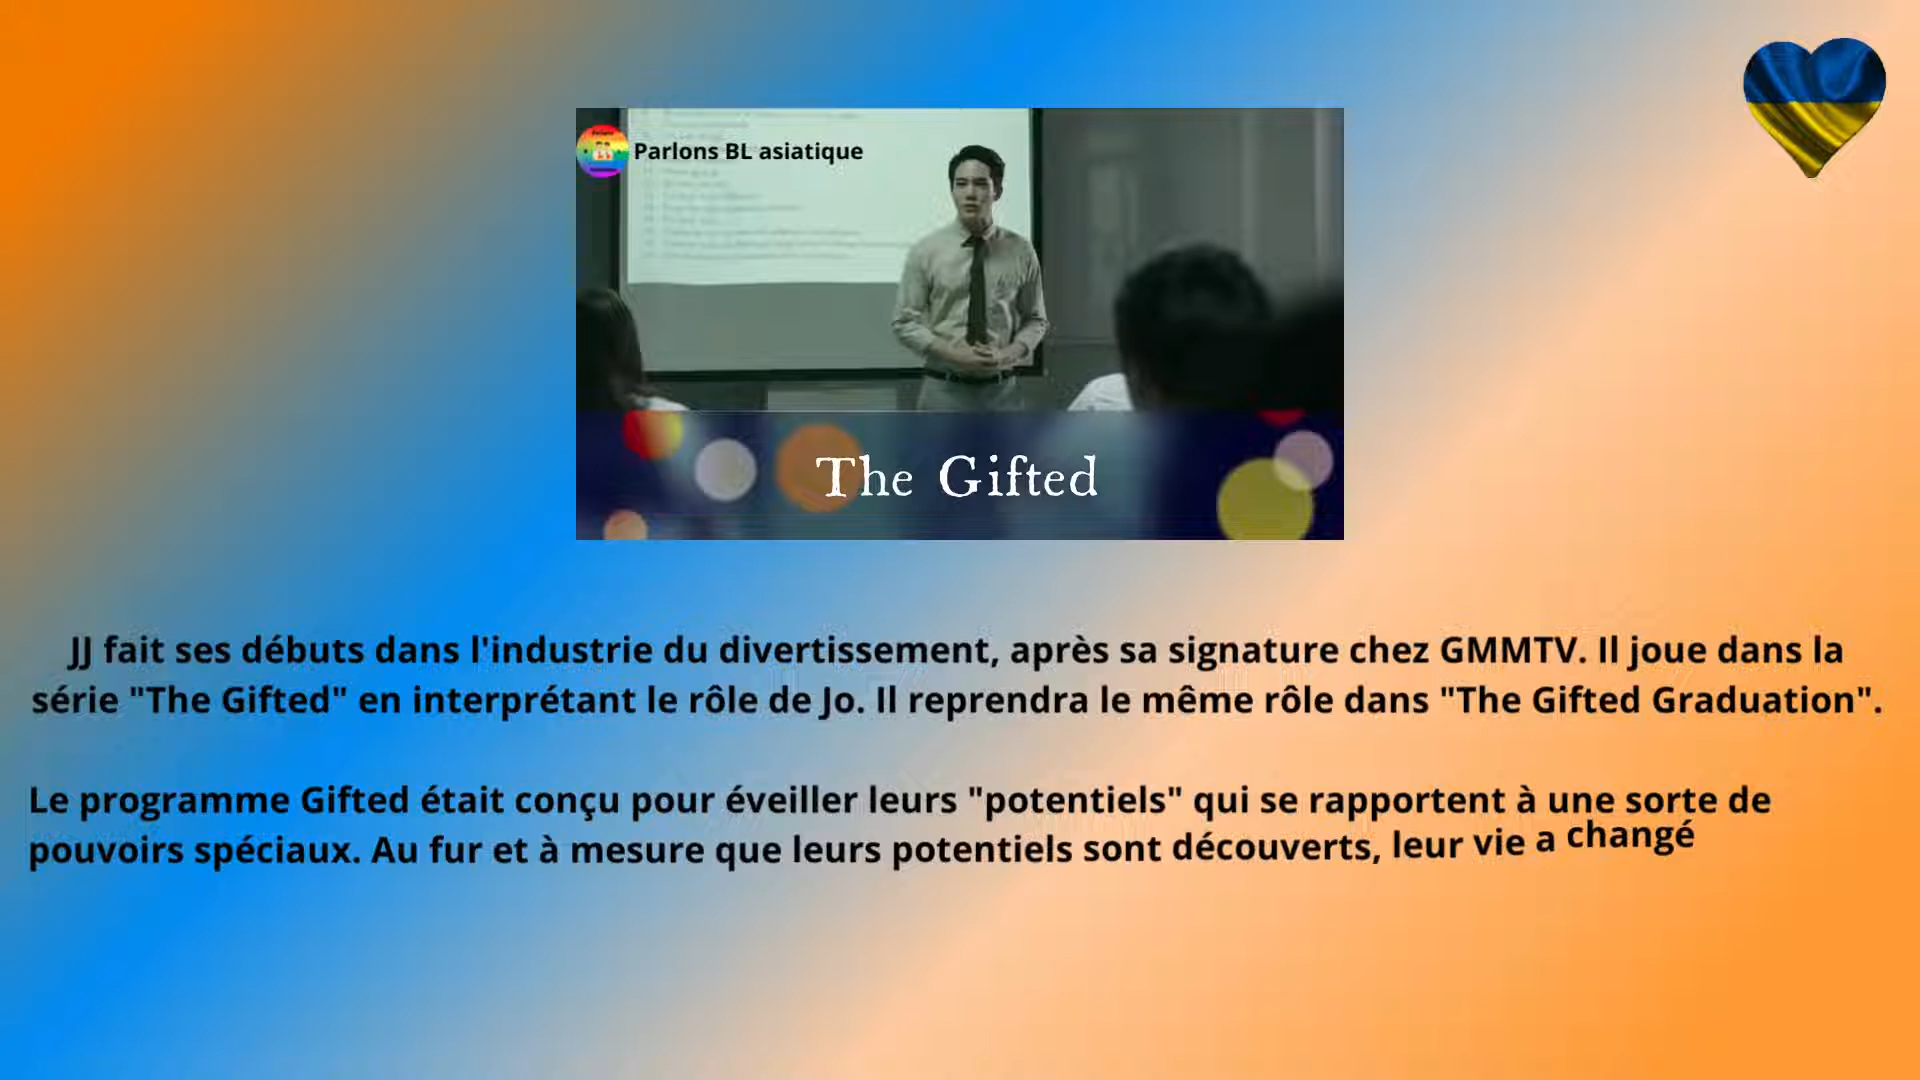 Parlons BL asiatique
The Gifted
JJ fait ses débuts dans l'industrie du divertissement, après sa signature chez GMMTV. Il joue dans la
série "The Gifted" en interprétant le rôle de Jo. Il reprendra le même rôle dans "The Gifted Graduation".
Le programme Gifted était conçu pour éveiller leurs "potentiels" qui se rapportent à une sorte de
pouvoirs spéciaux. Au fur et à mesure que leurs potentiels sont découverts, leur vie a changé